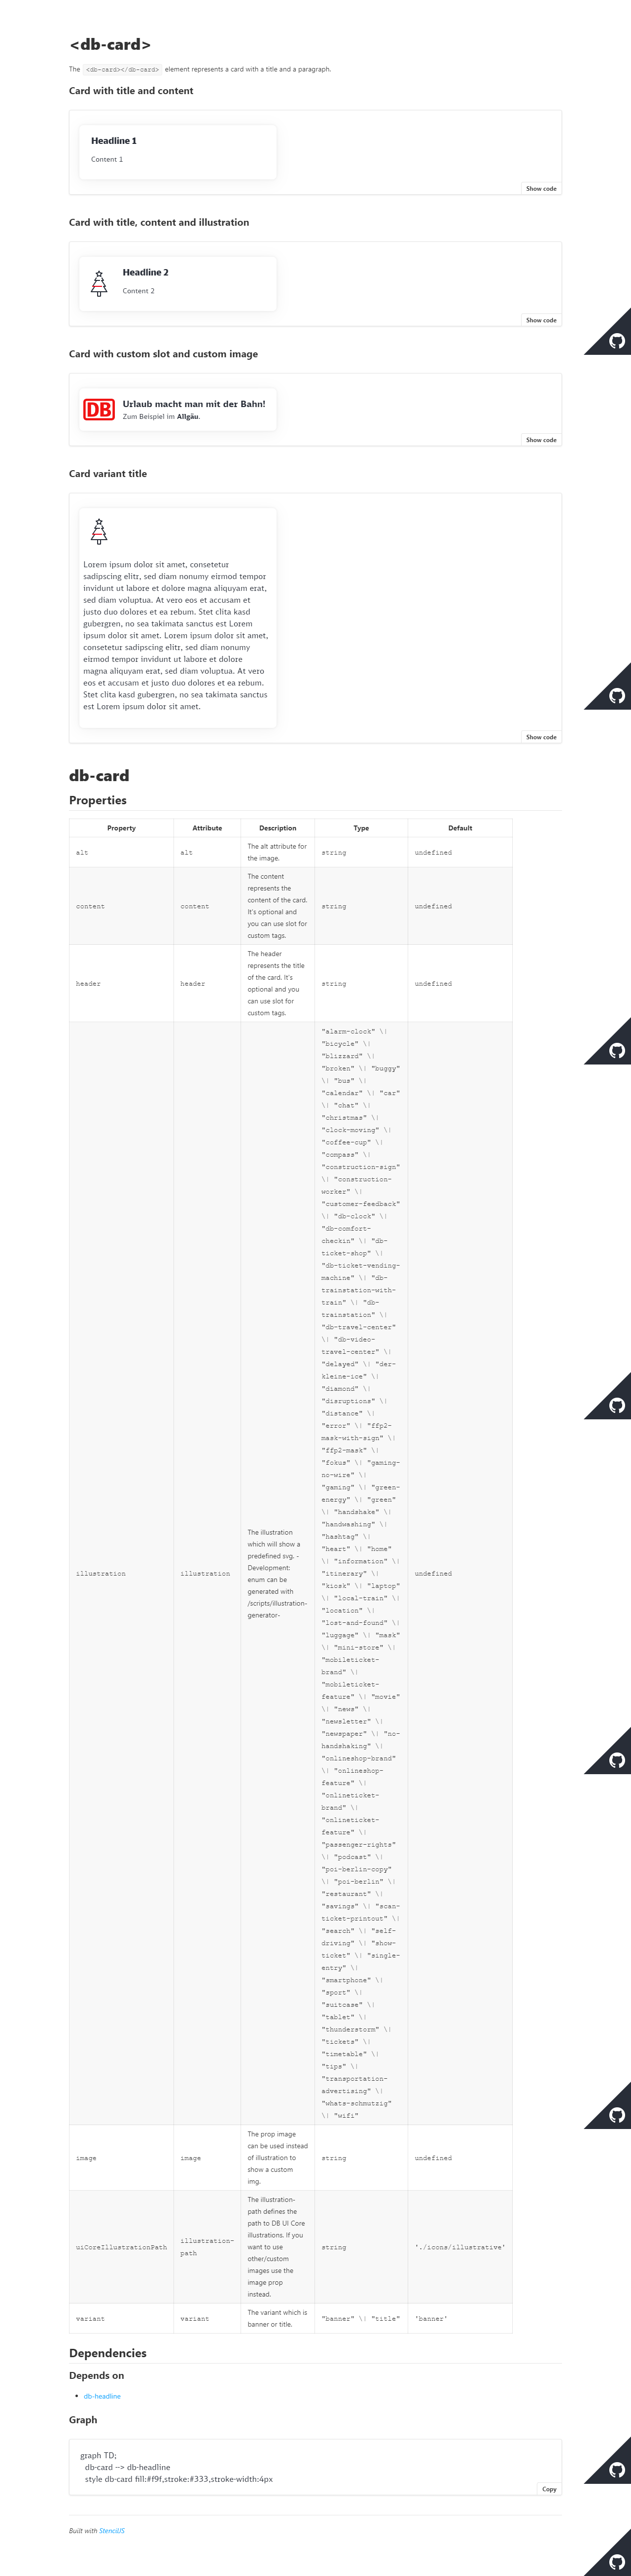 <db-card>
The <db-card></db-card> element represents a card with a title and a paragraph.
Card with title and content
Headline 1
Content 1
Show code
Card with title, content and illustration
Headline 2
Content 2
Show code
Card with custom slot and custom image
DB
Urlaub macht man mit der Bahn!
Zum Beispiel im Allgäu.
Show code
Card variant title
Lorem ipsum dolor sit amet, consetetur
sadipscing elitr, sed diam nonumy eirmod tempor
invidunt ut labore et dolore magna aliquyam erat,
sed diam voluptua. At vero eos et accusam et
justo duo dolores et ea rebum. Stet clita kasd
gubergren, no sea takimata sanctus est Lorem
ipsum dolor sit amet. Lorem ipsum dolor sit amet,
consetetur sadipscing elitr, sed diam nonumy
eirmod tempor invidunt ut labore et dolore
magna aliquyam erat, sed diam voluptua. At vero
eos et accusam et justo duo dolores et ea rebum.
Stet clita kasd gubergren, no sea takimata sanctus
est Lorem ipsum dolor sit amet.
Show code
db-card
Properties
Property Attribute Description Type Default
alt alt The alt attribute for string undefined
the image.
content content The content string undefined
represents the
content of the card.
It's optional and
you can use slot for
custom tags.
header header The header string undefined
represents the title
of the card. It's
optional and you
can use slot for
custom tags.
illustration illustration The illustration undefined
which will show a
predefined svg. -
Development:
enum can be
generated with
/scripts/illustration-
generator-
"alarm-clock" \|
"bicycle" \|
"blizzard" \|
"broken" \| "buggy"
\| "bus" \|
"calendar" \| "car"
\| "chat" \|
"christmas" \|
"clock-moving" \|
"coffee-cup" \|
"compass" \|
"construction-sign"
\| "construction-
worker" \|
"customer-feedback"
\| "db-clock" \|
"db-comfort-
checkin" \| "db-
ticket-shop" \|
"db-ticket-vending-
machine" \| "db-
trainstation-with-
train" \| "db-
trainstation" \|
"db-travel-center"
\| "db-video-
travel-center" \|
"delayed" \| "der-
kleine-ice" \|
"diamond" \|
"disruptions" \|
"distance" \|
"error" \| "ffp2-
mask-with-sign" \|
"ffp2-mask" \|
"fokus" \| "gaming-
no-wire" \|
"gaming" \| "green-
energy" \| "green"
\| "handshake" \|
"handwashing" \|
"hashtag" \|
"heart" \| "home"
\| "information" \|
"itinerary" \|
"kiosk" \| "laptop"
\| "local-train" \|
"location" \|
"lost-and-found" \|
"luggage" \| "mask"
\| "mini-store" \|
"mobileticket-
brand" \|
"mobileticket-
feature" \| "movie"
\| "news" \|
"newsletter" \|
"newspaper" \| "no-
handshaking" \|
"onlineshop-brand"
\| "onlineshop-
feature" \|
"onlineticket-
brand" \|
"onlineticket-
feature" \|
"passenger-rights"
\| "podcast" \|
"poi-berlin-copy"
\| "poi-berlin" \|
"restaurant" \|
"savings" \| "scan-
ticket-printout" \|
"search" \| "self-
driving" \| "show-
ticket" \| "single-
entry" \|
"smartphone" \|
"sport" \|
"suitcase" \|
"tablet" \|
"thunderstorm" \|
"tickets" \|
"timetable" \|
"tips" \|
"transportation-
advertising" \|
"whats-schmutzig"
\| "wifi"
image image The prop image string undefined
can be used instead
of illustration to
show a custom
img.
uiCoreIllustrationPath illustration-path The illustration- string './icons/illustrative'
path defines the
path to DB UI Core
illustrations. If you
want to use
other/custom
images use the
image prop
instead.
variant variant The variant which is "banner" \| "title" 'banner'
banner or title.
Dependencies
Depends on
db-headline
Graph
graph TD;
db-card --> db-headline
style db-card fill:#f9f,stroke:#333,stroke-width:4px
Copy
Built with StencilJS